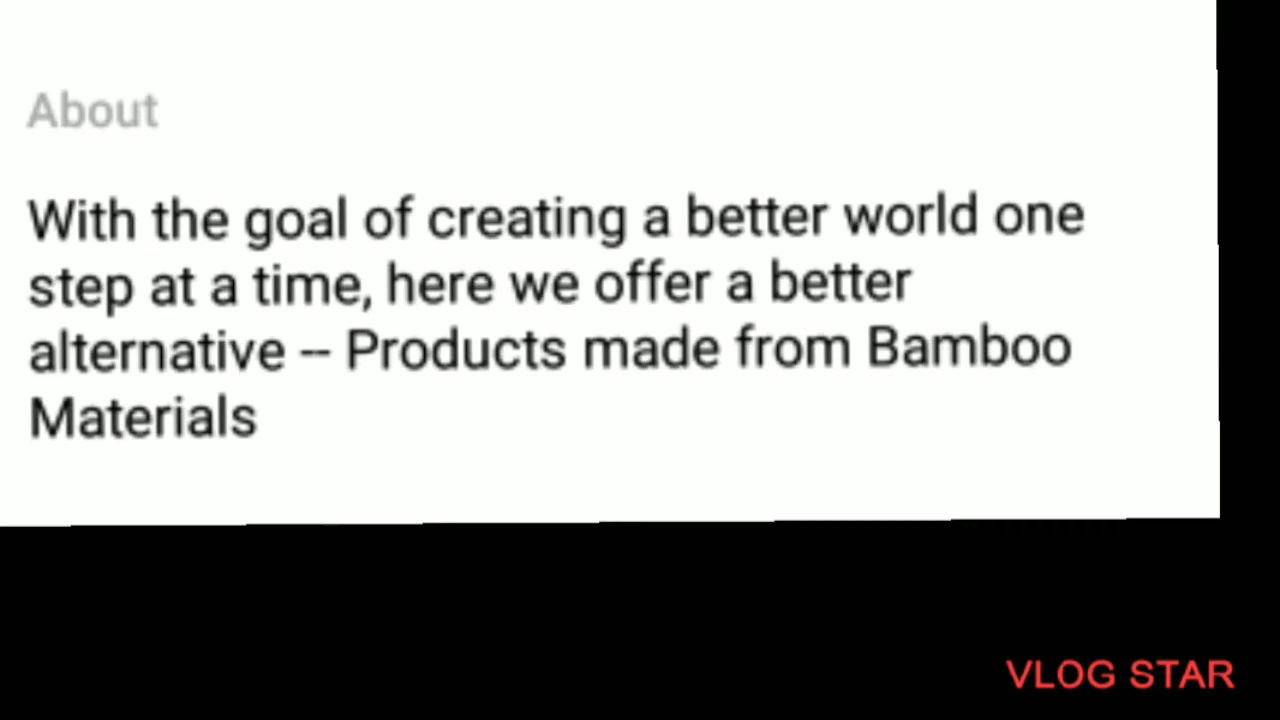 About
With the goal of creating a better world one
step at a time, here we offer a better
alternative -- Products made from Bamboo
Materials
VLOG STAR